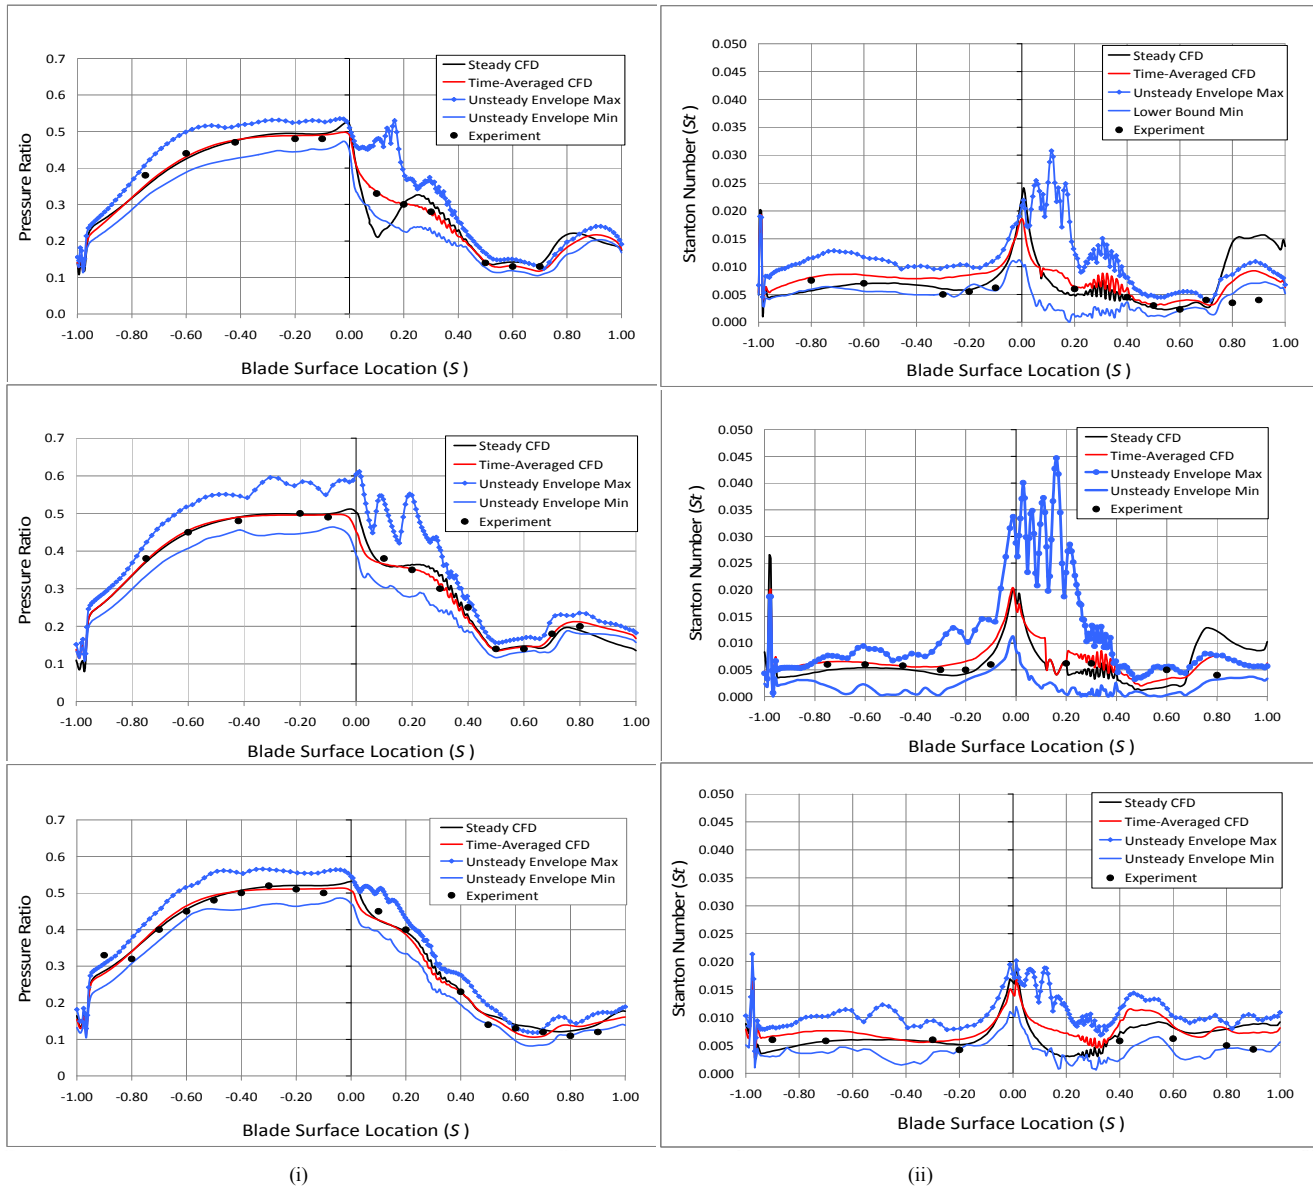 0.7
0.6
0.5
0.4
0.3
0.2
0.1
0.0
-1.00 -0.80 -0.60 -0.40 -0.20 0.00 0.20 0.40 0.60 0.80 1.00
Pressure Ratio
Blade Surface Location (S )
Steady CFD
Time-Averaged CFD
Unsteady Envelope Max
Unsteady Envelope Min
Experiment
0.050
0.045
0.040
0.035
0.030
0.025
0.020
0.015
0.010
0.005
0.000
-1.00 -0.80 -0.60 -0.40 -0.20 0.00 0.20 0.40 0.60 0.80 1.00
Stanton Number (St)
Blade Surface Location (S )
Steady CFD
Time-Averaged CFD
Unsteady Envelope Max
Lower Bound Min
Experiment
0.7
0.6
0.5
0.4
0.3
0.2
0.1
0
-1.00 -0.80 -0.60 -0.40 -0.20 0.00 0.20 0.40 0.60 0.80 1.00
Pressure Ratio
Blade Surface Location (S )
Steady CFD
Time-Averaged CFD
Unsteady Envelope Max
Unsteady Envelope Min
Experiment
0.050
0.045
0.040
0.035
0.030
0.025
0.020
0.015
0.010
0.005
0.000
-1.00 -0.80 -0.60 -0.40 -0.20 0.00 0.20 0.40 0.60 0.80 1.00
Stanton Number (St)
Blade Surface Location (S )
Steady CFD
Time-Averaged CFD
Unsteady Envelope Max
Unsteady Envelope Min
Experiment
0.7
0.6
0.5
0.4
0.3
0.2
0.1
0
-1.00 -0.80 -0.60 -0.40 -0.20 0.00 0.20 0.40 0.60 0.80 1.00
Pressure Ratio
Blade Surface Location (S )
Steady CFD
Time-Averaged CFD
Unsteady Envelope Max
Unsteady Envelope Min
Experiment
0.050
0.045
0.040
0.035
0.030
0.025
0.020
0.015
0.010
0.005
0.000
-1.00 -0.80 -0.60 -0.40 -0.20 0.00 0.20 0.40 0.60 0.80 1.00
Stanton Number (St)
Blade Surface Location (S )
Steady CFD
Time-Averaged CFD
Unsteady Envelope Max
Unsteady Envelope Min
Experiment
(i)
(ii)